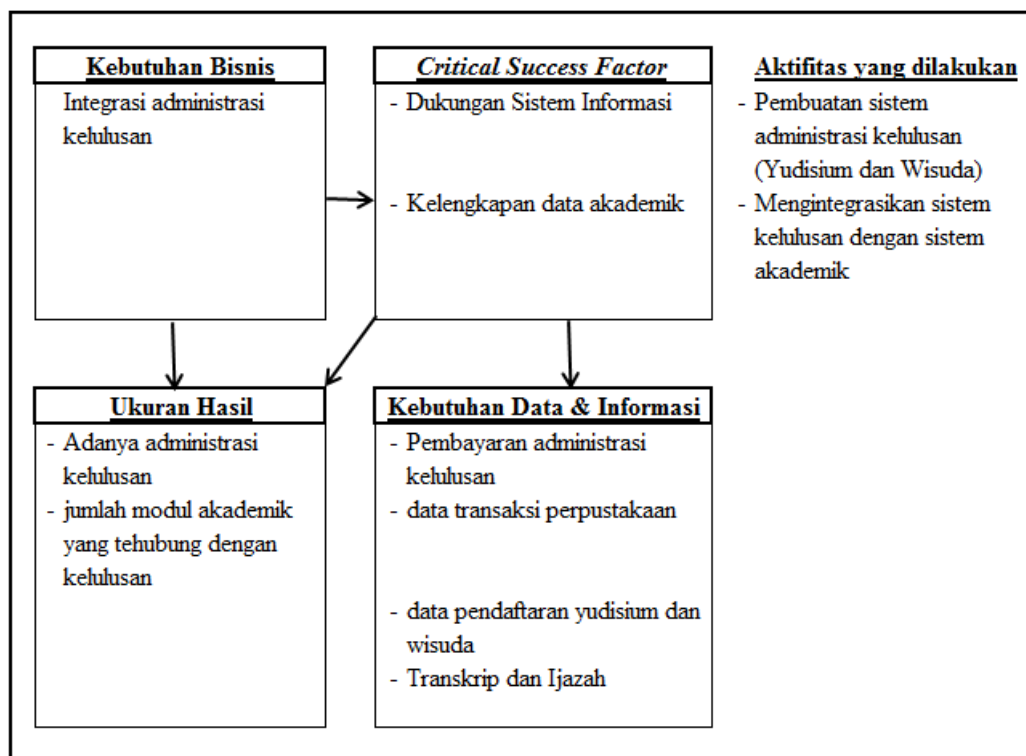 Kebutuhan Bisnis
Integrasi administrasi
kelulusan
Critical Success Factor
- Dukungan Sistem Informasi
- Kelengkapan data akademik
Aktifitas yang dilakukan
- Pembuatan sistem
administrasi kelulusan
(Yudisium dan Wisuda)
- Mengintegrasikan sistem
kelulusan dengan sistem
akademik
Ukuran Hasil
- Adanya administrasi
kelulusan
- jumlah modul akademik
yang tehubung dengan
kelulusan
Kebutuhan Data & Informasi
- Pembayaran administrasi
kelulusan
- data transaksi perpustakaan
- data pendaftaran yudisium dan
wisuda
- Transkrip dan Ijazah